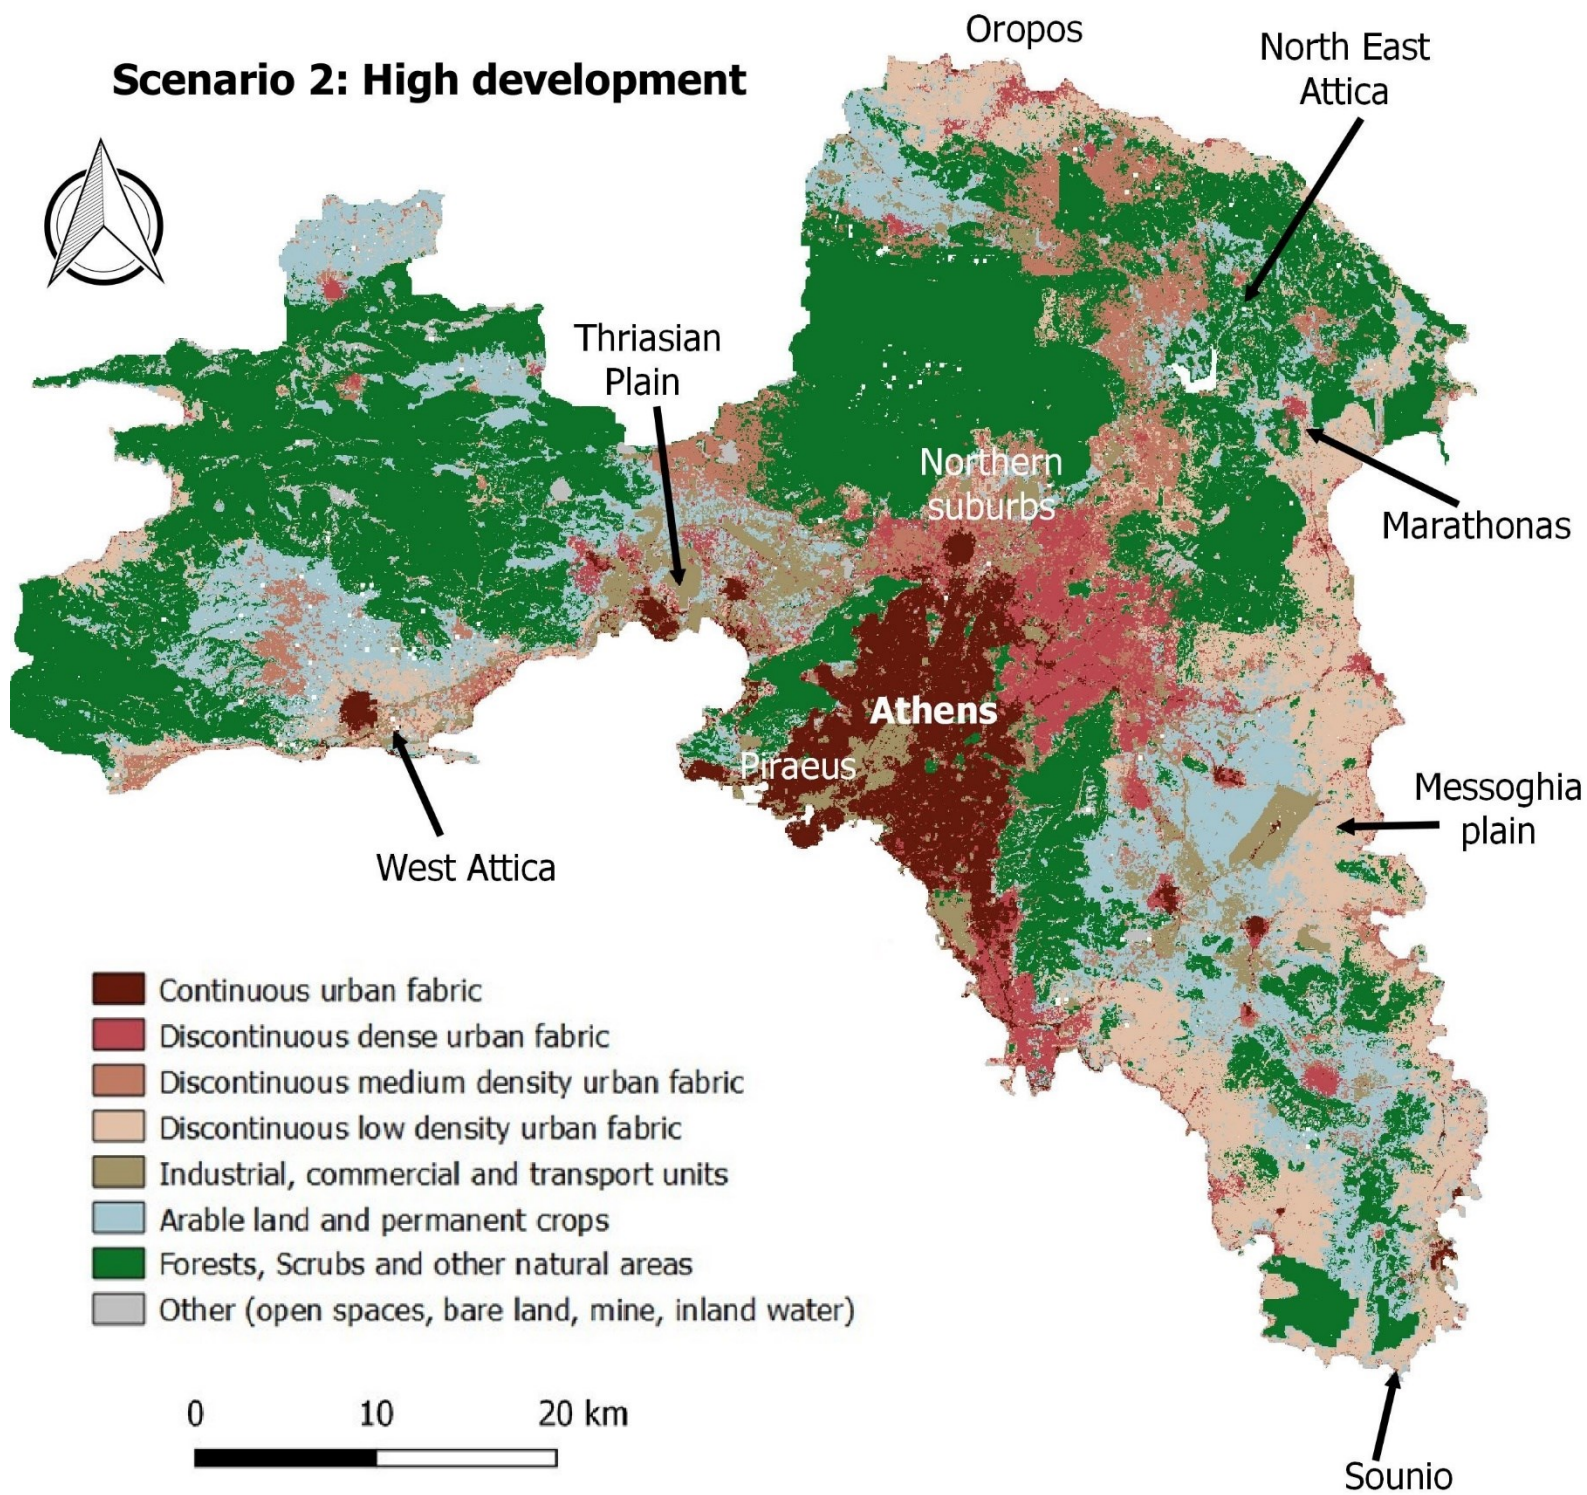 Oropos
North East
Attica
Scenario 2: High development
Thriasian
Plain
Northern
suburbs
Marathonas
Athens
Piraeus
Messoghia
plain
West Attica
Continuous urban fabric
Discontinuous dense urban fabric
Discontinuous medium density urban fabric
Discontinuous low density urban fabric
Industrial, commercial and transport units
Arable land and permanent crops
Forests, Scrubs and other natural areas
Other (open spaces, bare land, mine, inland water)
0 10 20 km
Sounio